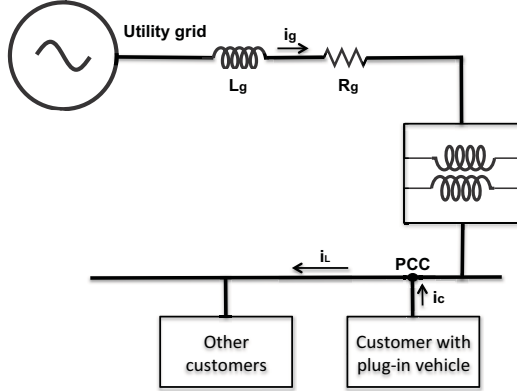 Utility grid
ig
Lg
Rg
iL
PCC
ic
Other
customers
Customer with
plug-in vehicle